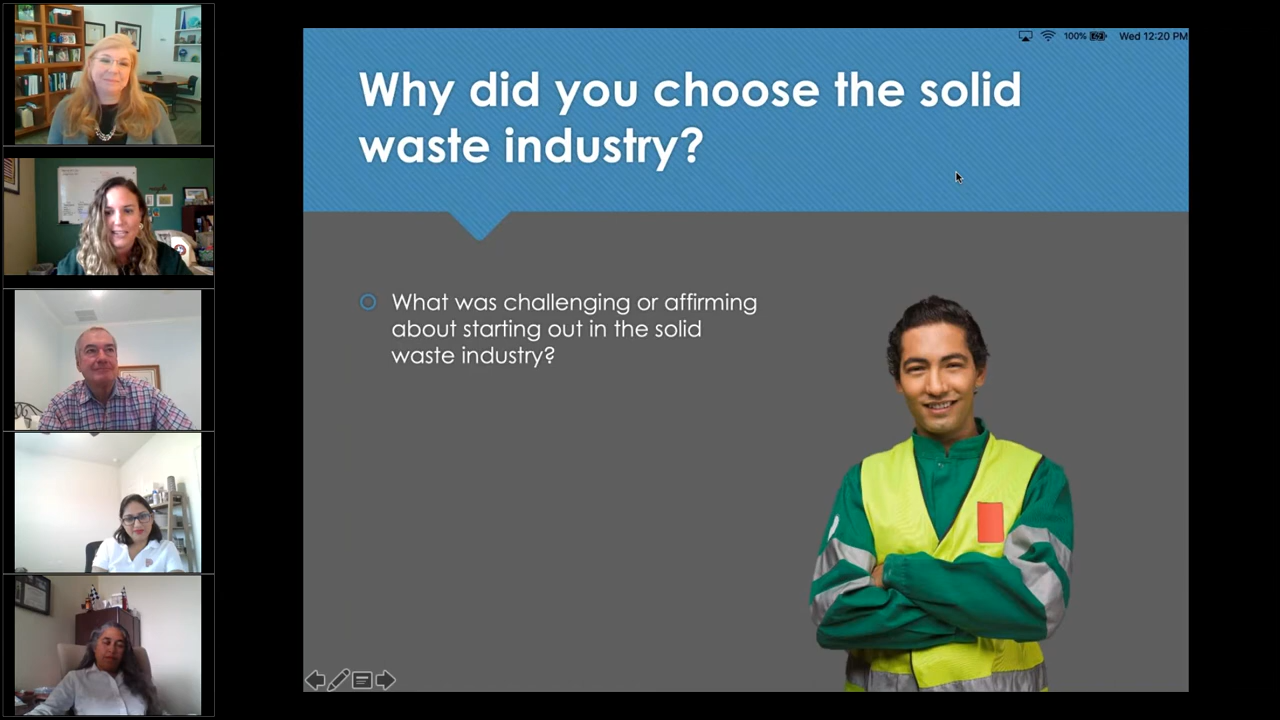 100% Wed 12:20 PM
Why did you choose the solid
waste industry?
What was challenging or affirming
about starting out in the solid
waste industry?